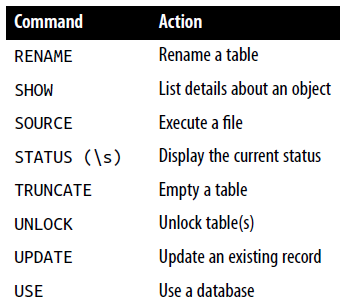 Command Action
RENAME Rename a table
SHOW List details about an object
SOURCE Execute a file
STATUS (\s) Display the current status
TRUNCATE Empty a table
UNLOCK Unlock table(s)
UPDATE Update an existing record
USE Use a database